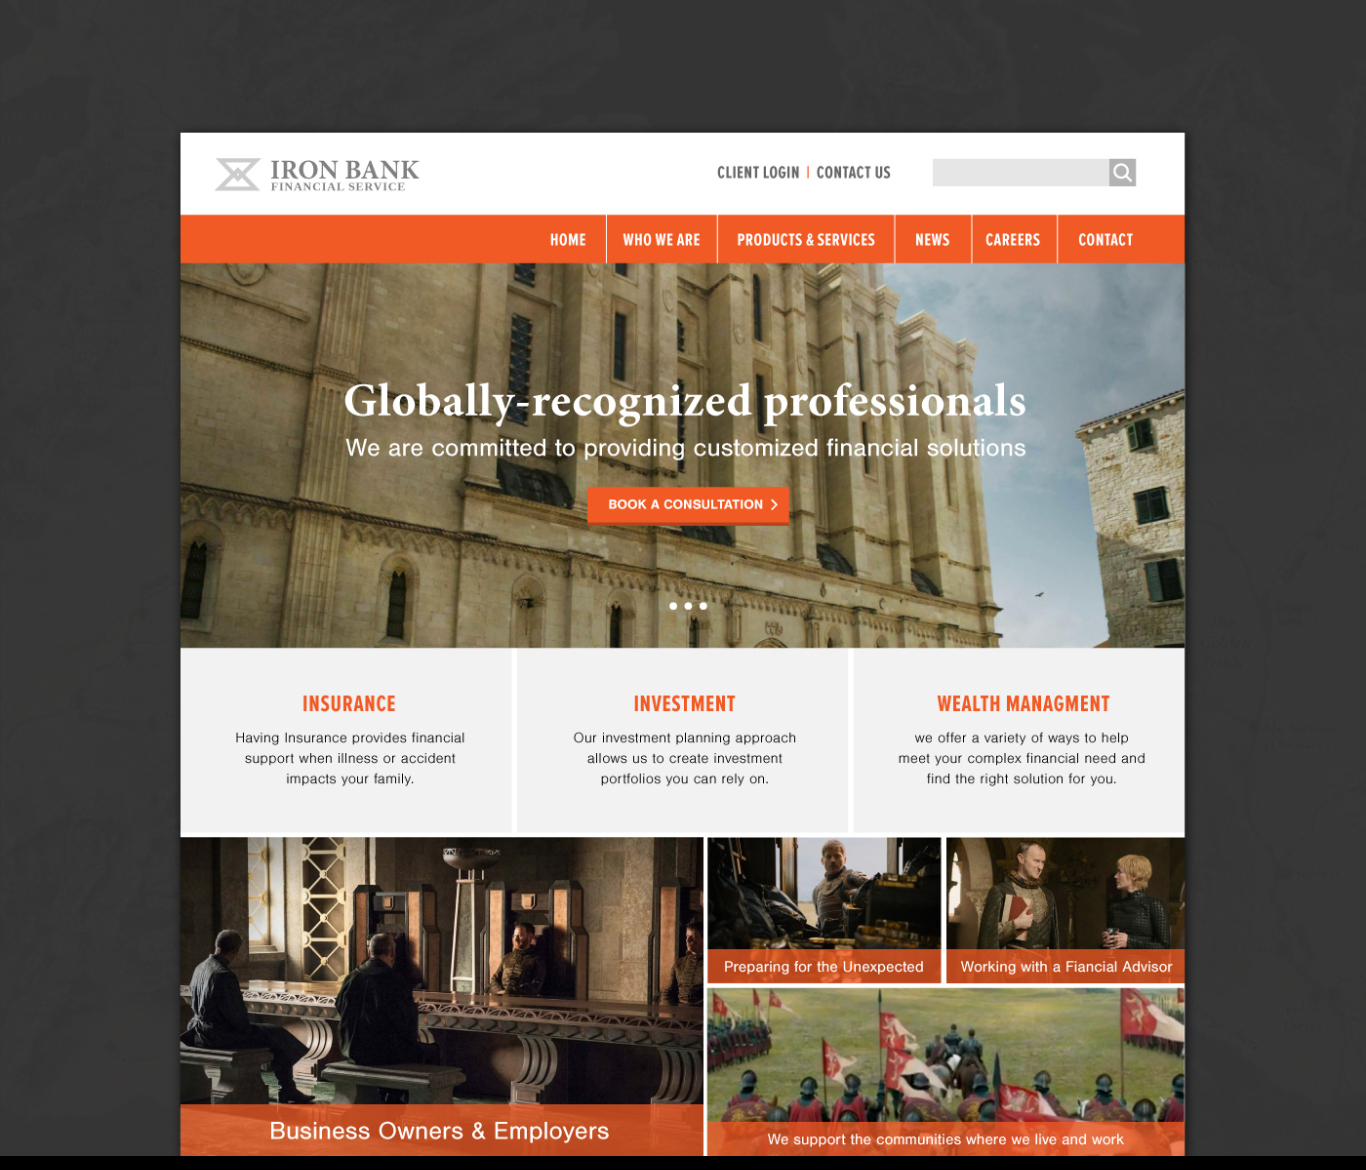 IRON BANK
FINANCIAL SERVICE
CLIENT LOGIN | CONTACT US
HOME
WHO WE ARE
PRODUCTS & SERVICES
NEWS
CAREERS
CONTACT
Globally-recognized professionals
We are committed to providing customized financial solutions
BOOK A CONSULTATION >
INSURANCE
Having Insurance provides financial
support when illness or accident
impacts your family.
INVESTMENT
Our investment planning approach
allows us to create investment
portfolios you can rely on.
WEALTH MANAGMENT
we offer a variety of ways to help
meet your complex financial need and
find the right solution for you.
Business Owners & Employers
Preparing for the Unexpected
Working with a Fiancial Advisor
We support the communities where we live and work